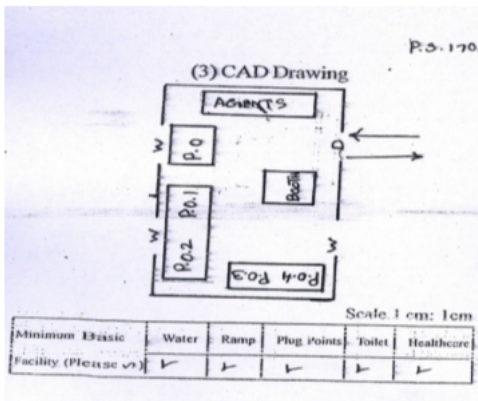 P.S.170
(3) CAD Drawing
AGENTS
W
P.O
D
BOOTH
P.O.1
W
P.O.2
W
P.O.4 P.O.3
Scale 1 cm: 1cm
Minimum Basic Water Ramp Plug Points Toilet Healthcare
Facility (Please ✓) ✓ ✓ ✓ ✓ ✓